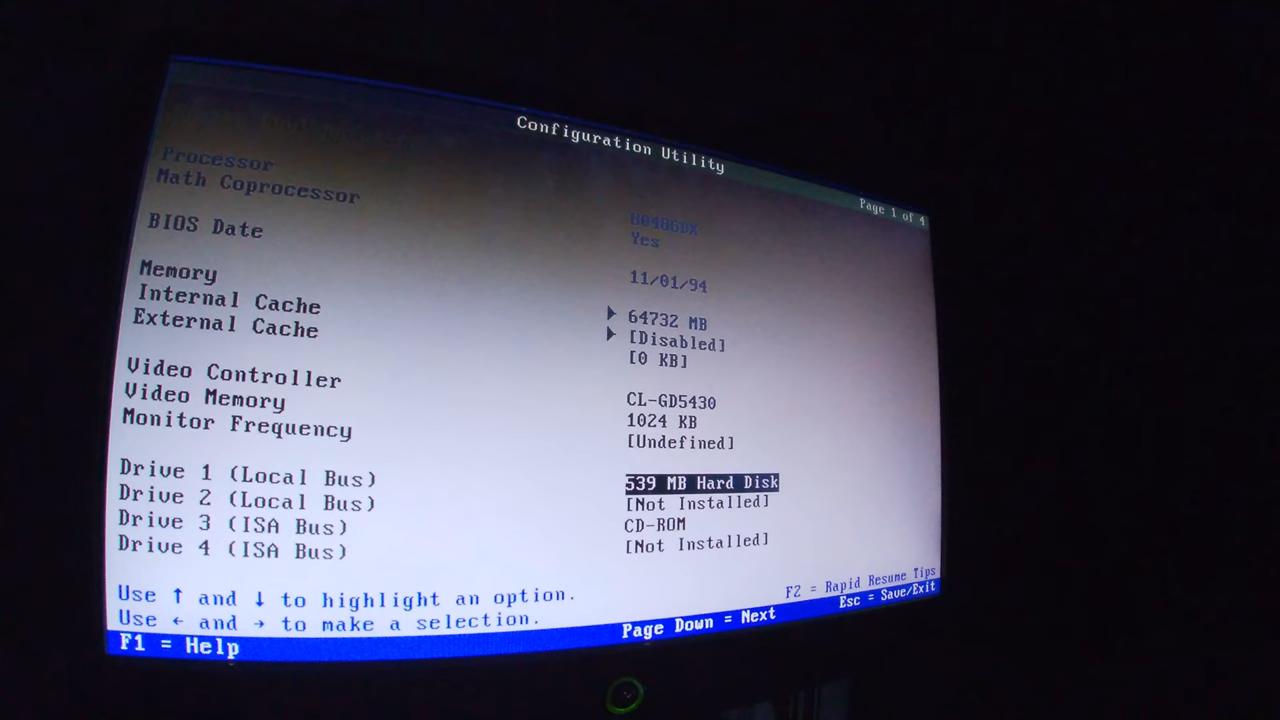 Configuration Utility
Page 1 of 4
Processor 80486DX
Math Coprocessor Yes
BIOS Date 11/01/94
Memory 64732 MB
Internal Cache [Disabled]
External Cache [0 KB]
Video Controller CL-GD5430
Video Memory 1024 KB
Monitor Frequency [Undefined]
Drive 1 (Local Bus) 539 MB Hard Disk
Drive 2 (Local Bus) [Not Installed]
Drive 3 (ISA Bus) CD-ROM
Drive 4 (ISA Bus) [Not Installed]
Use ↑ and ↓ to highlight an option.
Use ← and → to make a selection.
F2 = Rapid Resume Tips
F1 = Help Page Down = Next Esc = Save/Exit